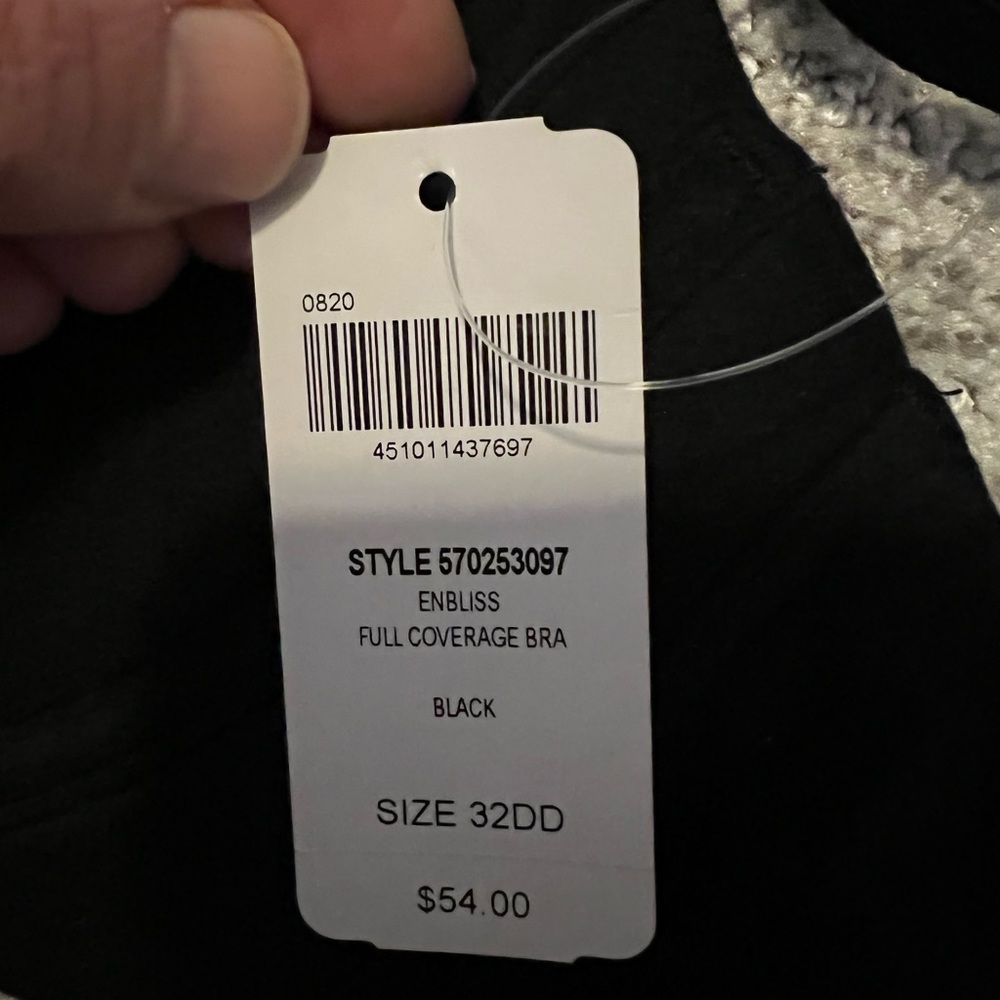 0820
451011437697
STYLE 570253097
ENBLISS
FULL COVERAGE BRA
BLACK
SIZE 32DD
$54.00